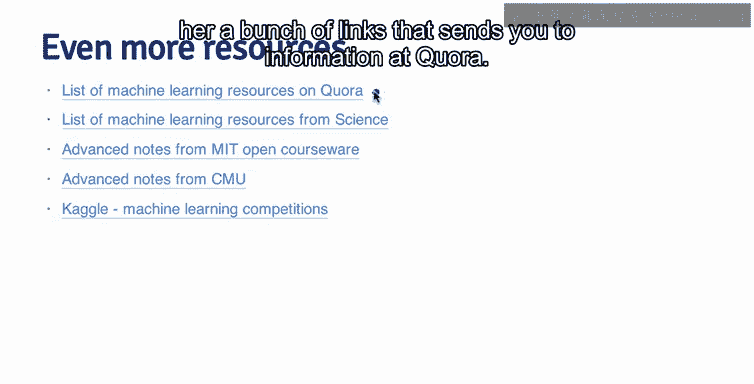 her a bunch of links that sends you to
information at Quora.
Even more resources
· List of machine learning resources on Quora
· List of machine learning resources from Science
· Advanced notes from MIT open courseware
· Advanced notes from CMU
· Kaggle - machine learning competitions